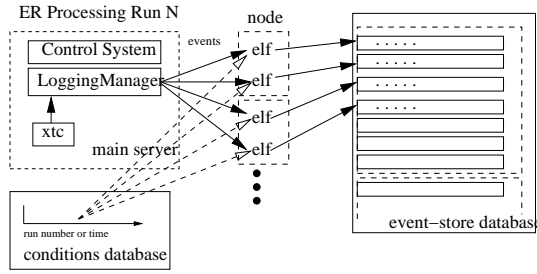 ER Processing Run N
Control System
LoggingManager
xtc
main server
events
node
elf
elf
elf
elf
run number or time
conditions database
event-store database